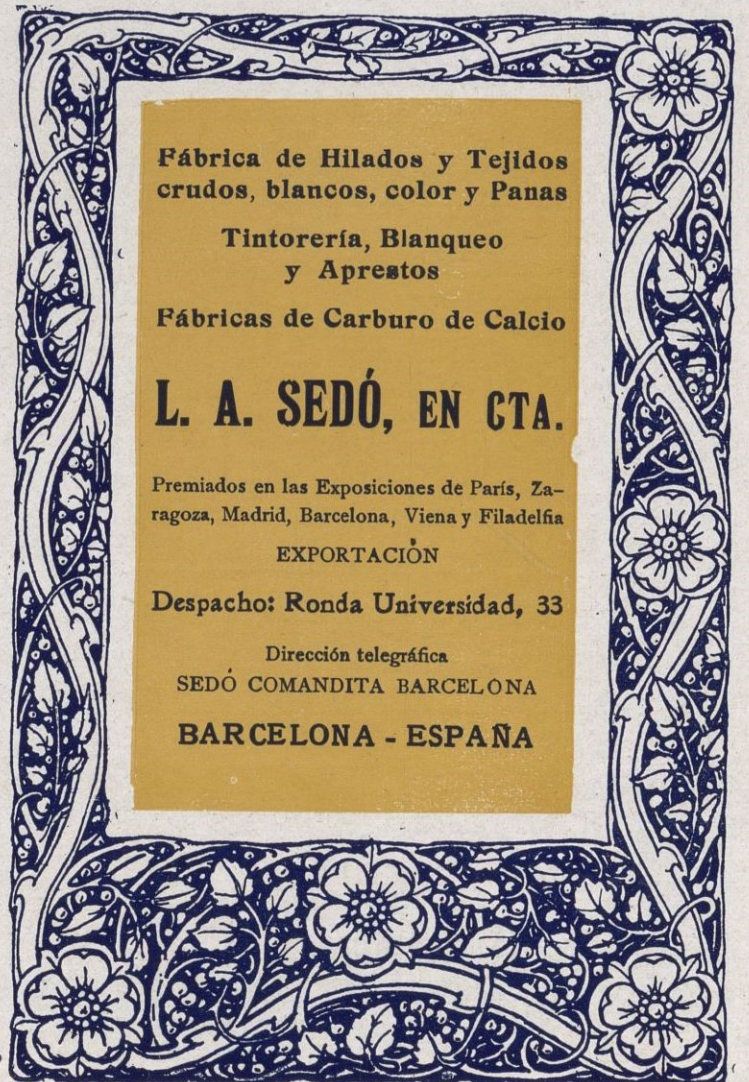 Fábrica de Hilados y Tejidos
crudos, blancos, color y Panas
Tintorería, Blanqueo
y Aprestos
Fábricas de Carburo de Calcio
L. A. SEDÓ, EN CTA.
Premiados en las Exposiciones de París, Za-
ragoza, Madrid, Barcelona, Viena y Filadelfia
EXPORTACIÓN
Despacho: Ronda Universidad, 33
Dirección telegráfica
SEDÓ COMANDITA BARCELONA
BARCELONA - ESPAÑA